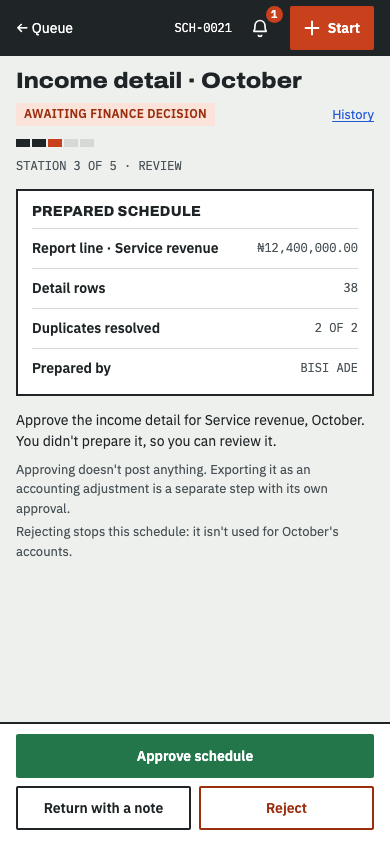 ← Queue
SCH-0021
1
Start
Income detail · October
AWAITING FINANCE DECISION
History
STATION 3 OF 5 · REVIEW
PREPARED SCHEDULE
Report line · Service revenue
₦12,400,000.00
Detail rows
38
Duplicates resolved
2 OF 2
Prepared by
BISI ADE
Approve the income detail for Service revenue, October.
You didn't prepare it, so you can review it.
Approving doesn't post anything. Exporting it as an
accounting adjustment is a separate step with its own
approval.
Rejecting stops this schedule: it isn't used for October's
accounts.
Approve schedule
Return with a note
Reject